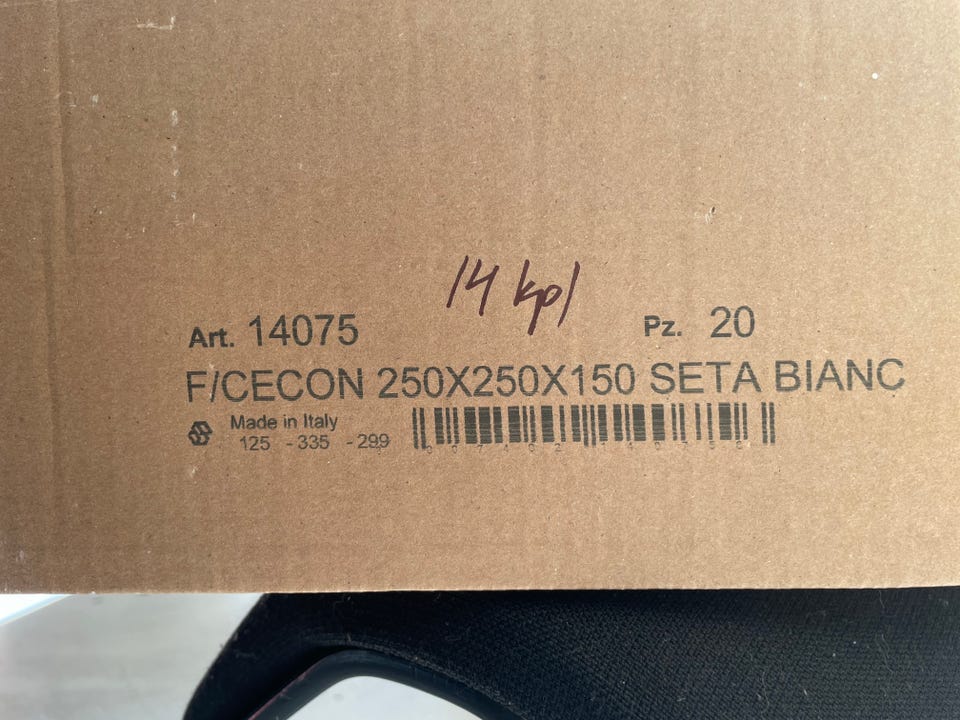 14 kpl
Art. 14075 Pz. 20
F/CECON 250X250X150 SETA BIANC
Made in Italy
125 - 335 - 299